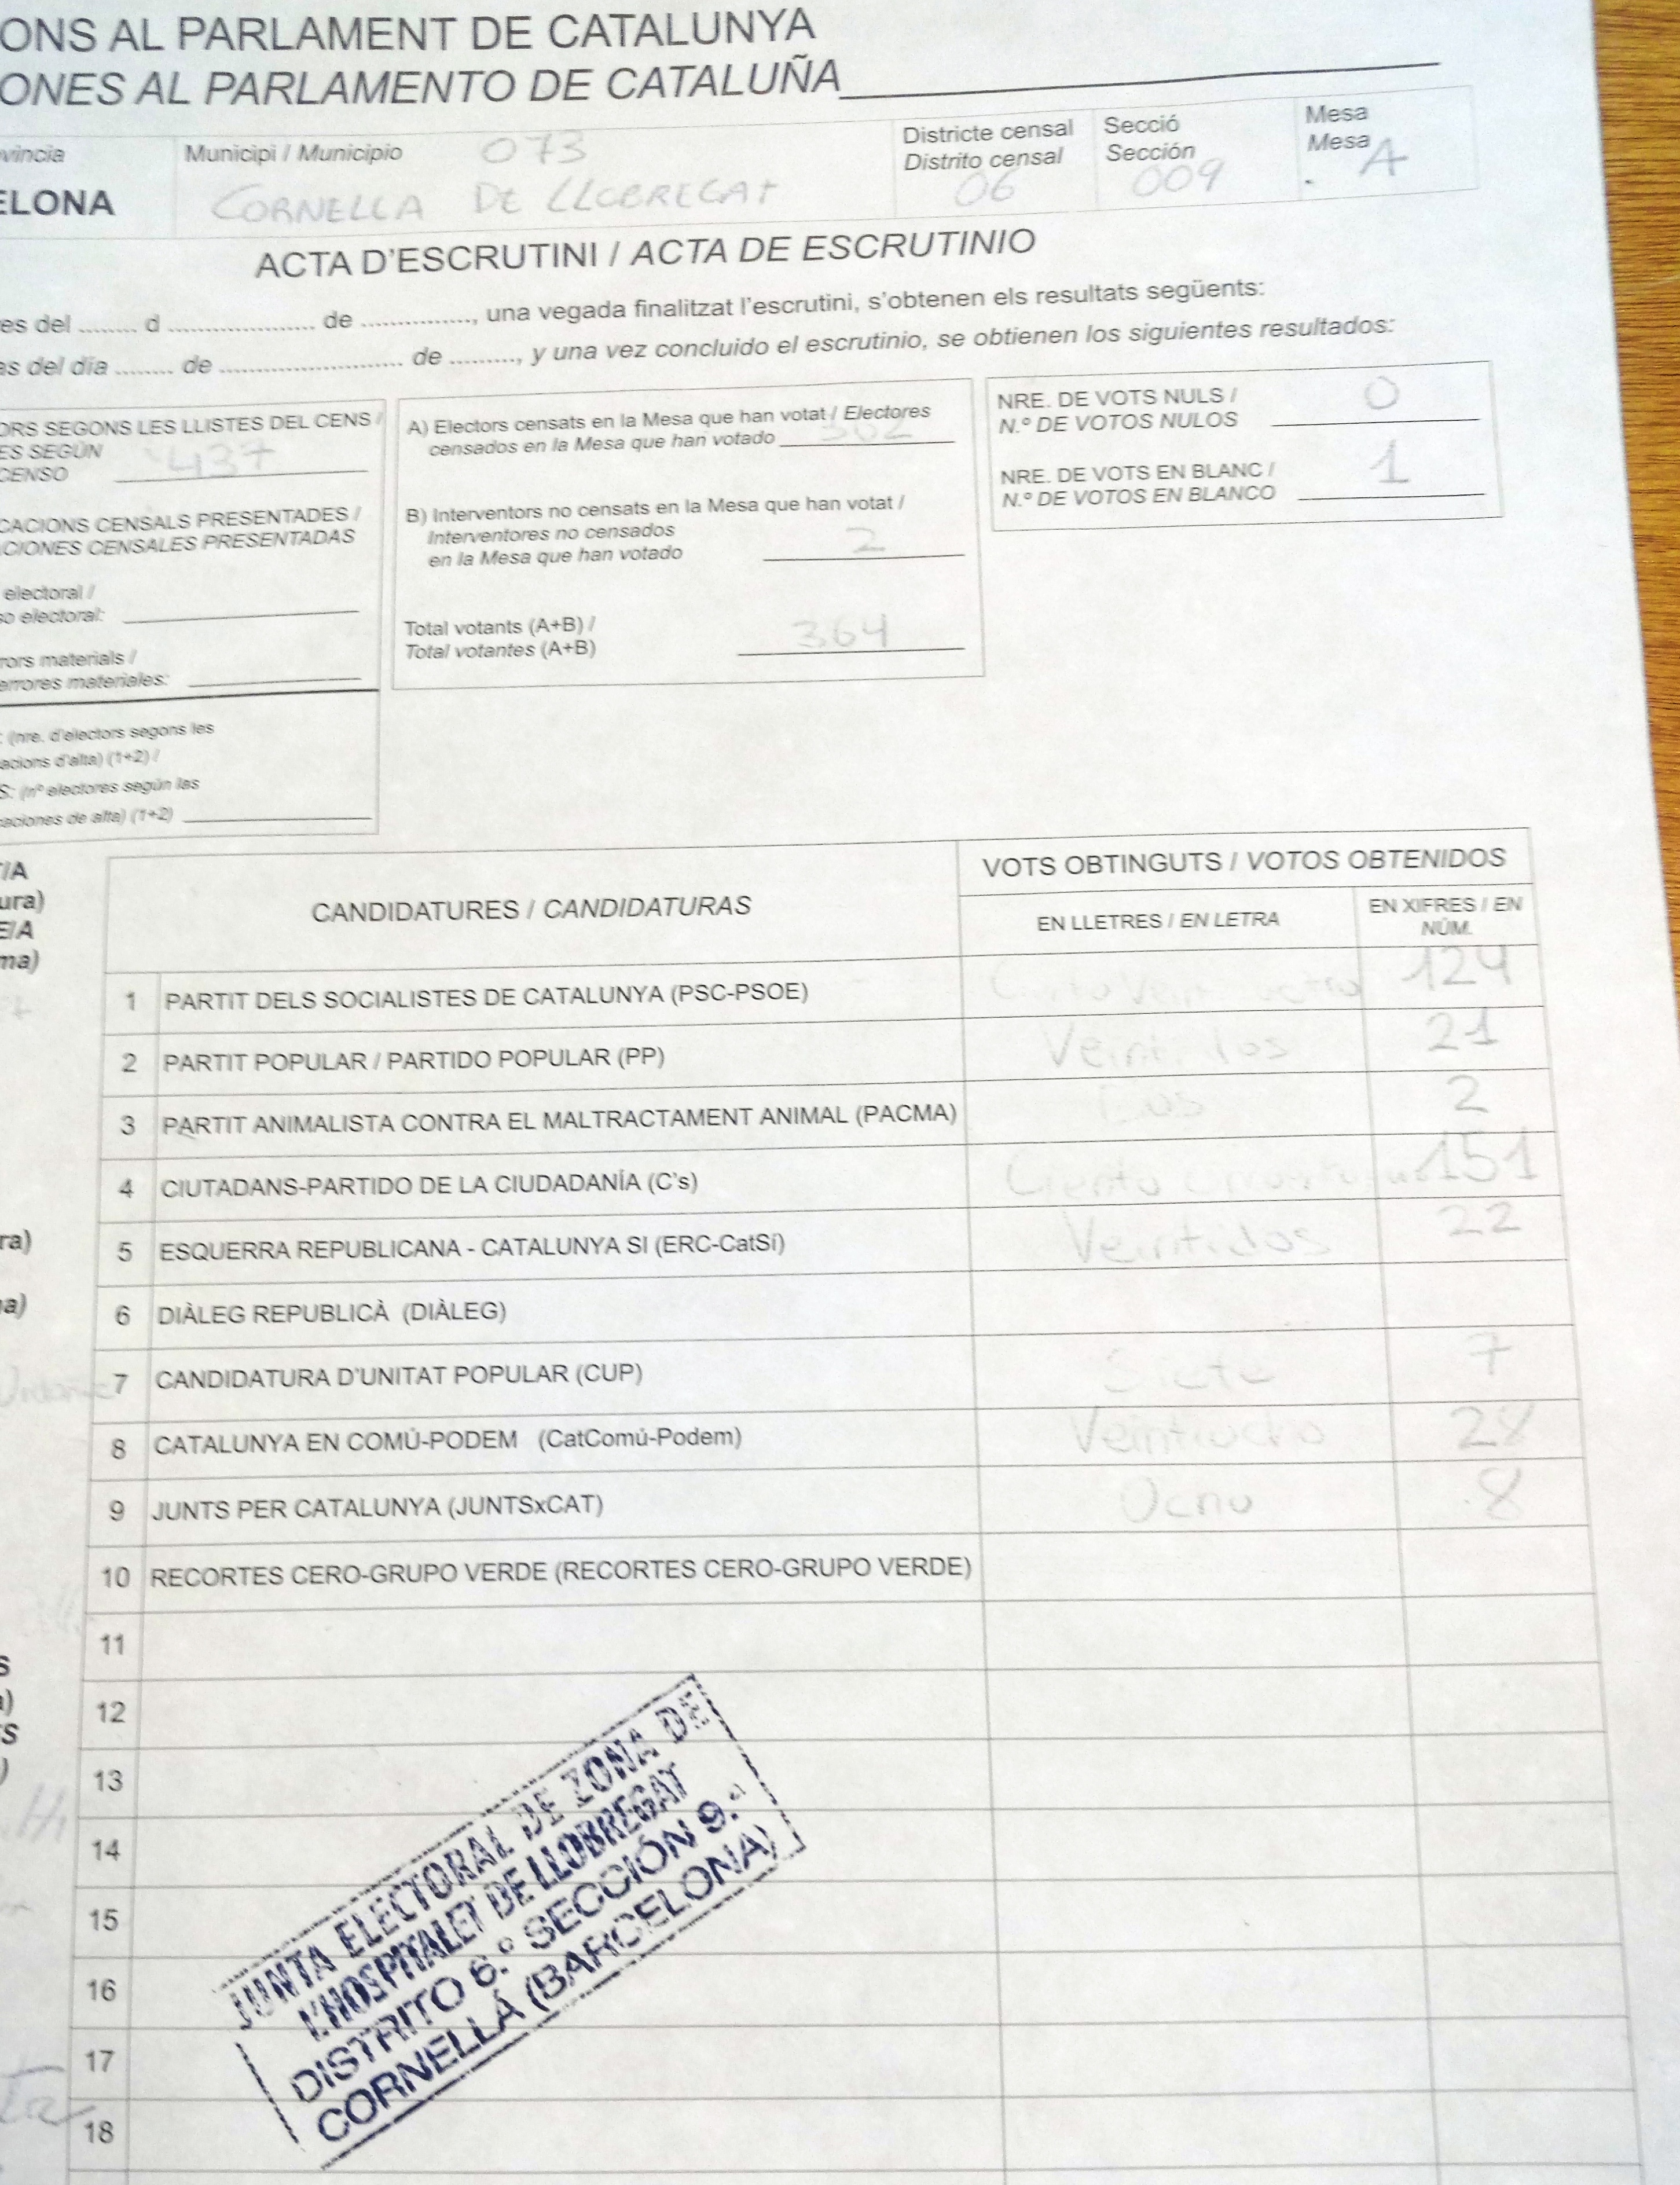 ONS AL PARLAMENT DE CATALUNYA
ONES AL PARLAMENTO DE CATALUÑA
vincia
Municipi / Municipio 073
Districte censal
Distrito censal
Secció
Sección
Mesa
Mesa
ELONA
CORNELLA DE LLOBREGAT
06
009
A
ACTA D'ESCRUTINI / ACTA DE ESCRUTINIO
es del ........ d .................... de ..............., una vegada finalitzat l'escrutini, s'obtenen els resultats següents:
as del día ........ de ......................... de ........., y una vez concluido el escrutinio, se obtienen los siguientes resultados:
ORS SEGONS LES LLISTES DEL CENS /
ES SEGÚN
CENSO 437
CACIONS CENSALS PRESENTADES /
CIONES CENSALES PRESENTADAS
electoral /
so electoral:
rors materials /
errores materiales:
: (nre. d'electors segons les
acions d'alta) (1+2) /
S: (nº electores según las
caciones de alta) (1+2)
A) Electors censats en la Mesa que han votat / Electores
censados en la Mesa que han votado 362
B) Interventors no censats en la Mesa que han votat /
Interventores no censados
en la Mesa que han votado 2
Total votants (A+B) /
Total votantes (A+B) 364
NRE. DE VOTS NULS /
N.º DE VOTOS NULOS 0
NRE. DE VOTS EN BLANC /
N.º DE VOTOS EN BLANCO 1
T/A
ura)
E/A
ma)
ra)
a)
CANDIDATURES / CANDIDATURAS
VOTS OBTINGUTS / VOTOS OBTENIDOS
EN LLETRES / EN LETRA
EN XIFRES / EN
NÚM.
1 PARTIT DELS SOCIALISTES DE CATALUNYA (PSC-PSOE) 124
2 PARTIT POPULAR / PARTIDO POPULAR (PP) Veintidos 21
3 PARTIT ANIMALISTA CONTRA EL MALTRACTAMENT ANIMAL (PACMA) Dos 2
4 CIUTADANS-PARTIDO DE LA CIUDADANÍA (C's) Ciento 151
5 ESQUERRA REPUBLICANA - CATALUNYA SI (ERC-CatSí) Veintidos 22
6 DIÀLEG REPUBLICÀ (DIÀLEG)
7 CANDIDATURA D'UNITAT POPULAR (CUP) Siete 7
8 CATALUNYA EN COMÚ-PODEM (CatComú-Podem) Veintiocho 28
9 JUNTS PER CATALUNYA (JUNTSxCAT) Ocho 8
10 RECORTES CERO-GRUPO VERDE (RECORTES CERO-GRUPO VERDE)
11
12
13
14
15
16
17
18
JUNTA ELECTORAL DE ZONA DE
L'HOSPITALET DE LLOBREGAT
DISTRITO 6.º SECCIÓN 9.ª
CORNELLÁ (BARCELONA)